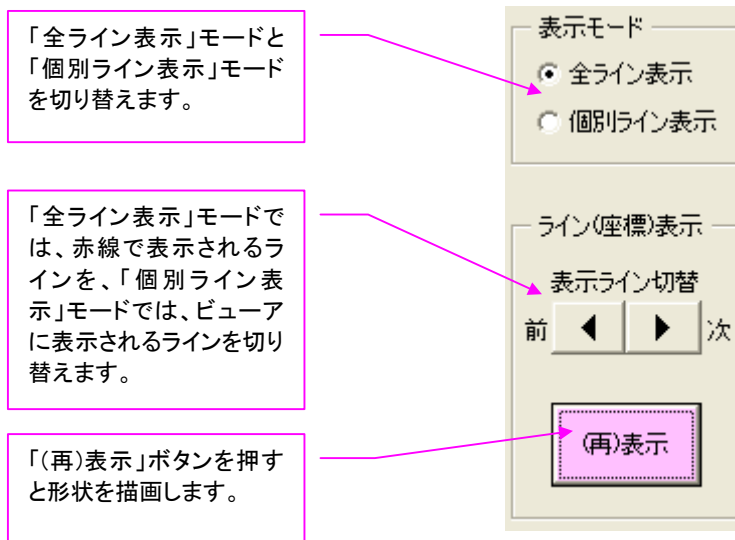 「全ライン表示」モードと
「個別ライン表示」モード
を切り替えます。
表示モード
全ライン表示
個別ライン表示
「全ライン表示」モードで
は、赤線で表示されるラ
インを、「個別ライン表
示」モードでは、ビューア
に表示されるラインを切り
替えます。
ライン(座標)表示
表示ライン切替
前 次
「(再)表示」ボタンを押す
と形状を描画します。
(再)表示